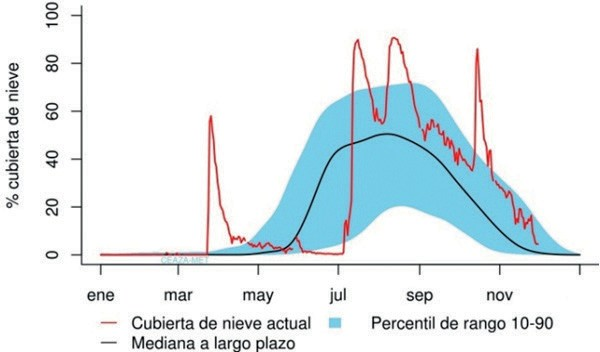 % cubierta de nieve
100
80
60
40
20
0
CEAZA-MET
ene mar may jul sep nov
Cubierta de nieve actual Percentil de rango 10-90
Mediana a largo plazo